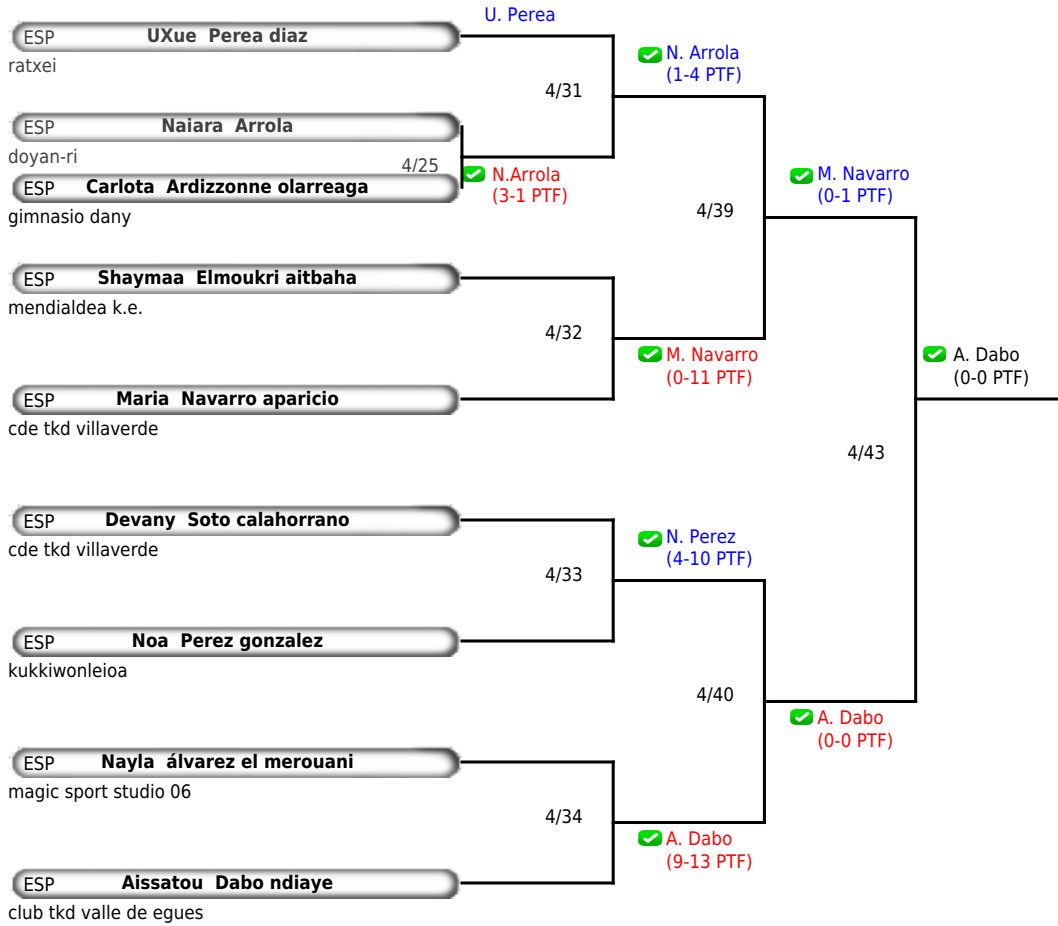 U. Perea
ESP UXue Perea diaz
ratxei
N. Arrola
(1-4 PTF)
4/31
ESP Naiara Arrola
doyan-ri
4/25
N.Arrola
(3-1 PTF)
M. Navarro
(0-1 PTF)
ESP Carlota Ardizzonne olarreaga
gimnasio dany
4/39
ESP Shaymaa Elmoukri aitbaha
mendialdea k.e.
4/32
M. Navarro
(0-11 PTF)
A. Dabo
(0-0 PTF)
ESP Maria Navarro aparicio
cde tkd villaverde
4/43
ESP Devany Soto calahorrano
cde tkd villaverde
N. Perez
(4-10 PTF)
4/33
ESP Noa Perez gonzalez
kukkiwonleioa
4/40
A. Dabo
(0-0 PTF)
ESP Nayla álvarez el merouani
magic sport studio 06
4/34
A. Dabo
(9-13 PTF)
ESP Aissatou Dabo ndiaye
club tkd valle de egues